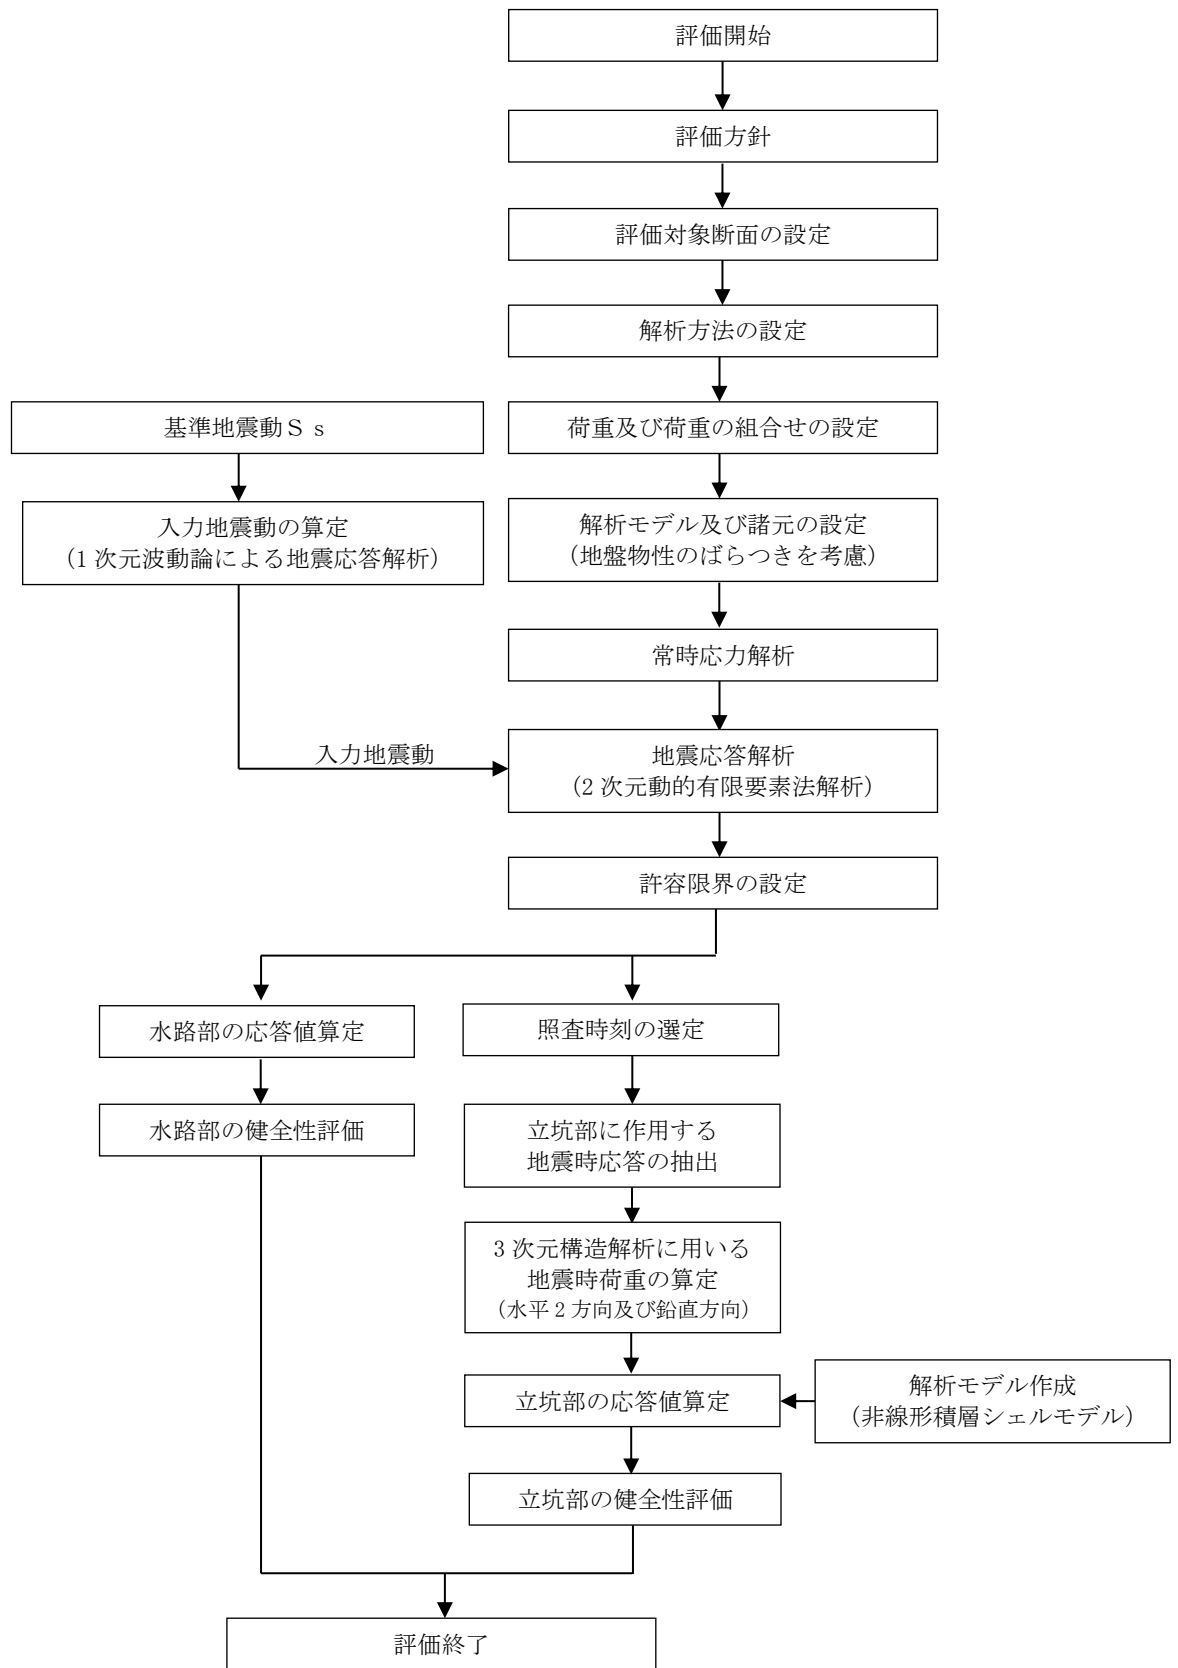 評価開始
評価方針
評価対象断面の設定
解析方法の設定
基準地震動Ｓｓ
荷重及び荷重の組合せの設定
入力地震動の算定
（1 次元波動論による地震応答解析）
解析モデル及び諸元の設定
（地盤物性のばらつきを考慮）
常時応力解析
入力地震動
地震応答解析
（2 次元動的有限要素法解析）
許容限界の設定
水路部の応答値算定
照査時刻の選定
水路部の健全性評価
立坑部に作用する
地震時応答の抽出
3 次元構造解析に用いる
地震時荷重の算定
（水平 2 方向及び鉛直方向）
立坑部の応答値算定
解析モデル作成
（非線形積層シェルモデル）
立坑部の健全性評価
評価終了